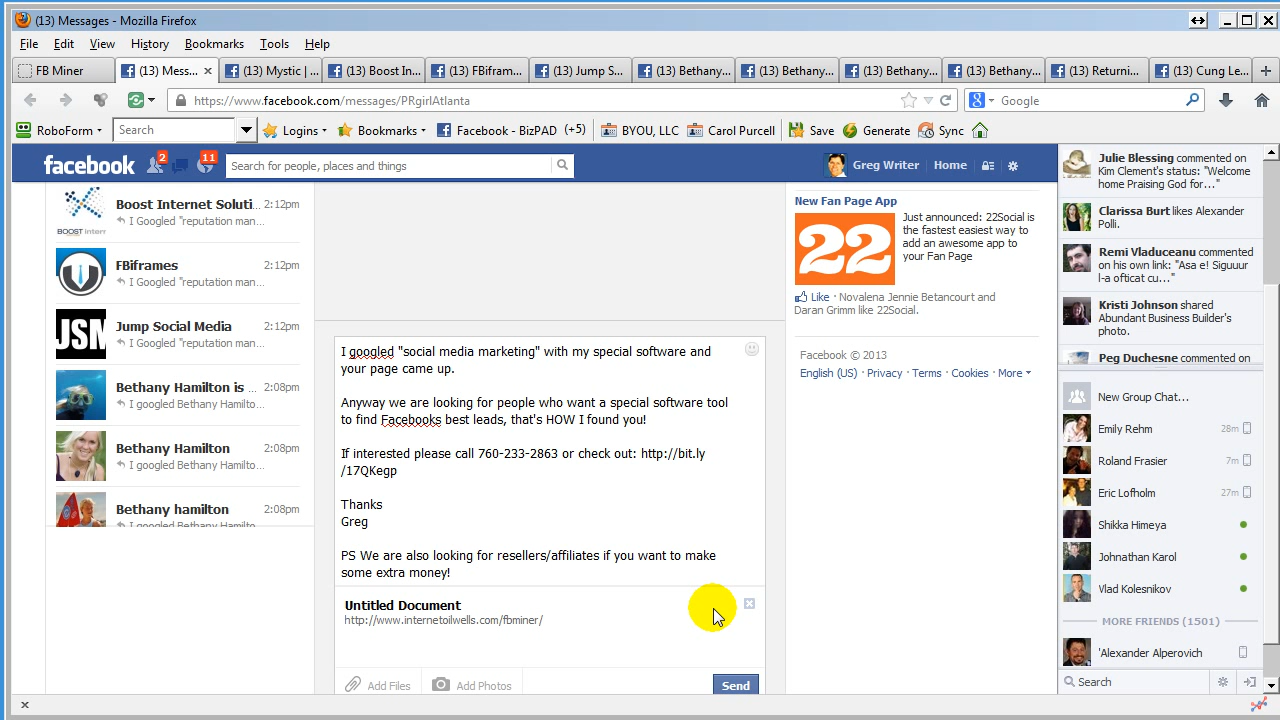 (13) Messages - Mozilla Firefox
File Edit View History Bookmarks Tools Help
FB Miner
(13) Mess...
(13) Mystic | ...
(13) Boost In...
(13) FBifram...
(13) Jump S...
(13) Bethany...
(13) Bethany...
(13) Bethany...
(13) Bethany...
(13) Returni...
(13) Cung Le...
https://www.facebook.com/messages/PRgirlAtlanta
Google
RoboForm Search Logins Bookmarks Facebook - BizPAD (+5) BYOU, LLC Carol Purcell Save Generate Sync
facebook 2 11 Search for people, places and things Greg Writer Home
Boost Internet Soluti... 2:12pm
I Googled "reputation man...
BOOST intern
FBiframes 2:12pm
I Googled "reputation man...
JSM
Jump Social Media 2:12pm
I Googled "reputation man...
Bethany Hamilton is ... 2:08pm
I googled Bethany Hamilto...
Bethany Hamilton 2:08pm
I googled Bethany Hamilto...
Bethany hamilton 2:08pm
I googled Bethany Hamilto...
I googled "social media marketing" with my special software and
your page came up.
Anyway we are looking for people who want a special software tool
to find Facebooks best leads, that's HOW I found you!
If interested please call 760-233-2863 or check out: http://bit.ly
/17QKegp
Thanks
Greg
PS We are also looking for resellers/affiliates if you want to make
some extra money!
Untitled Document
http://www.internetoilwells.com/fbminer/
Add Files Add Photos Send
New Fan Page App
22
Just announced: 22Social is
the fastest easiest way to
add an awesome app to
your Fan Page
Like · Novalena Jennie Betancourt and
Daran Grimm like 22Social.
Facebook © 2013
English (US) · Privacy · Terms · Cookies · More
Julie Blessing commented on
Kim Clement's status: "Welcome
home Praising God for..."
Clarissa Burt likes Alexander
Polli.
Remi Vladuceanu commented
on his own link: "Asa e! Siguuur
l-a oficat cu..."
Kristi Johnson shared
Abundant Business Builder's
photo.
Peg Duchesne commented on
New Group Chat...
Emily Rehm 28m
Roland Frasier 7m
Eric Lofholm 27m
Shikka Himeya
Johnathan Karol
Vlad Kolesnikov
MORE FRIENDS (1501)
'Alexander Alperovich
Search